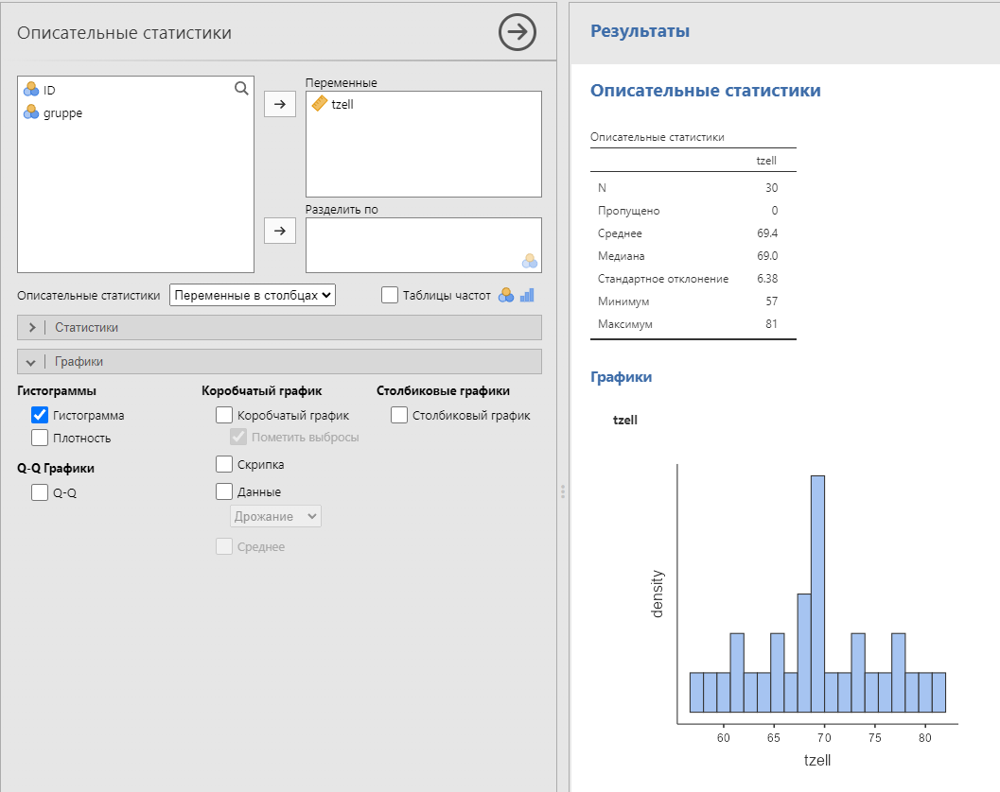 Описательные статистики
ID
gruppe
Переменные
tzell
Разделить по
Описательные статистики
Переменные в столбцах
Таблицы частот
Статистики
Графики
Гистограммы
Гистограмма
Плотность
Q-Q Графики
Q-Q
Коробчатый график
Коробчатый график
Пометить выбросы
Скрипка
Данные
Дрожание
Среднее
Столбиковые графики
Столбиковый график
Результаты
Описательные статистики
Описательные статистики
tzell
N 30
Пропущено 0
Среднее 69.4
Медиана 69.0
Стандартное отклонение 6.38
Минимум 57
Максимум 81
Графики
tzell
density
60 65 70 75 80
tzell